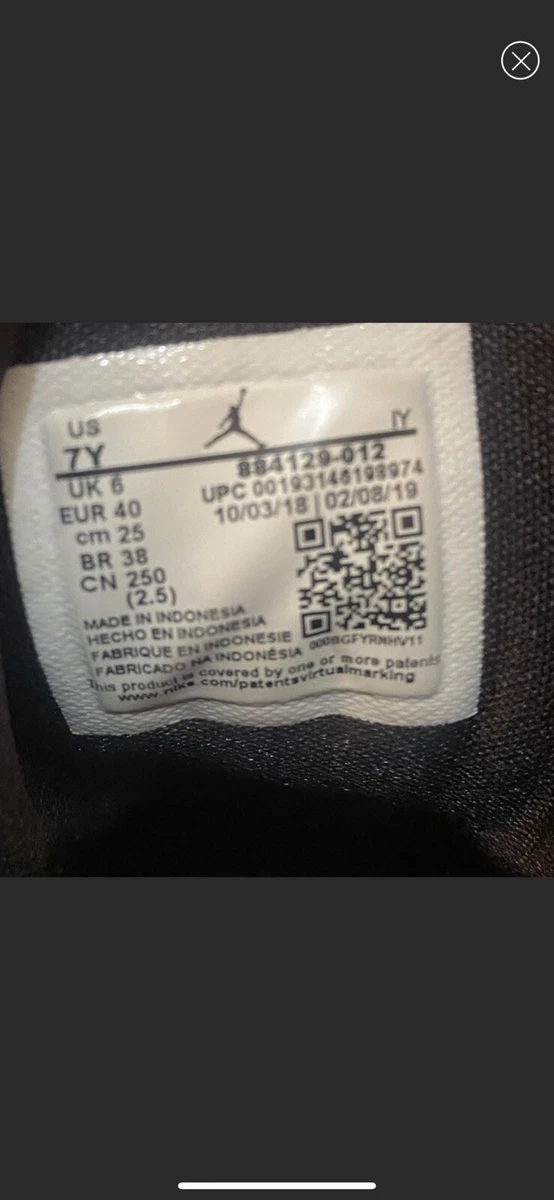 US
7Y
IY
884129-012
UK 6
UPC 00193146198974
EUR 40
10/03/18 | 02/08/19
cm 25
BR 38
CN 250
(2.5)
MADE IN INDONESIA
HECHO EN INDONESIA
FABRIQUE EN INDONESIE
FABRICADO NA INDONÉSIA
000BGFYRNHV11
This product is covered by one or more patents
www.nike.com/patentsvirtualmarking